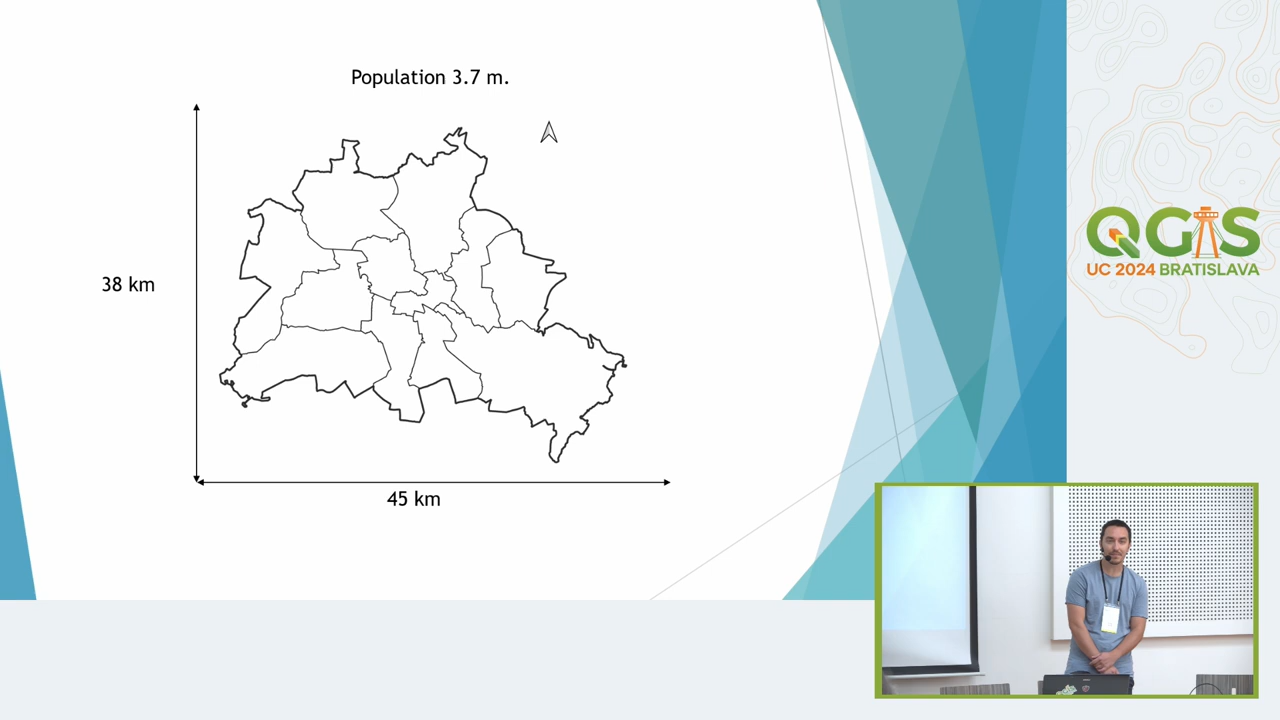 Population 3.7 m.
38 km
45 km
QGIS
UC 2024 BRATISLAVA